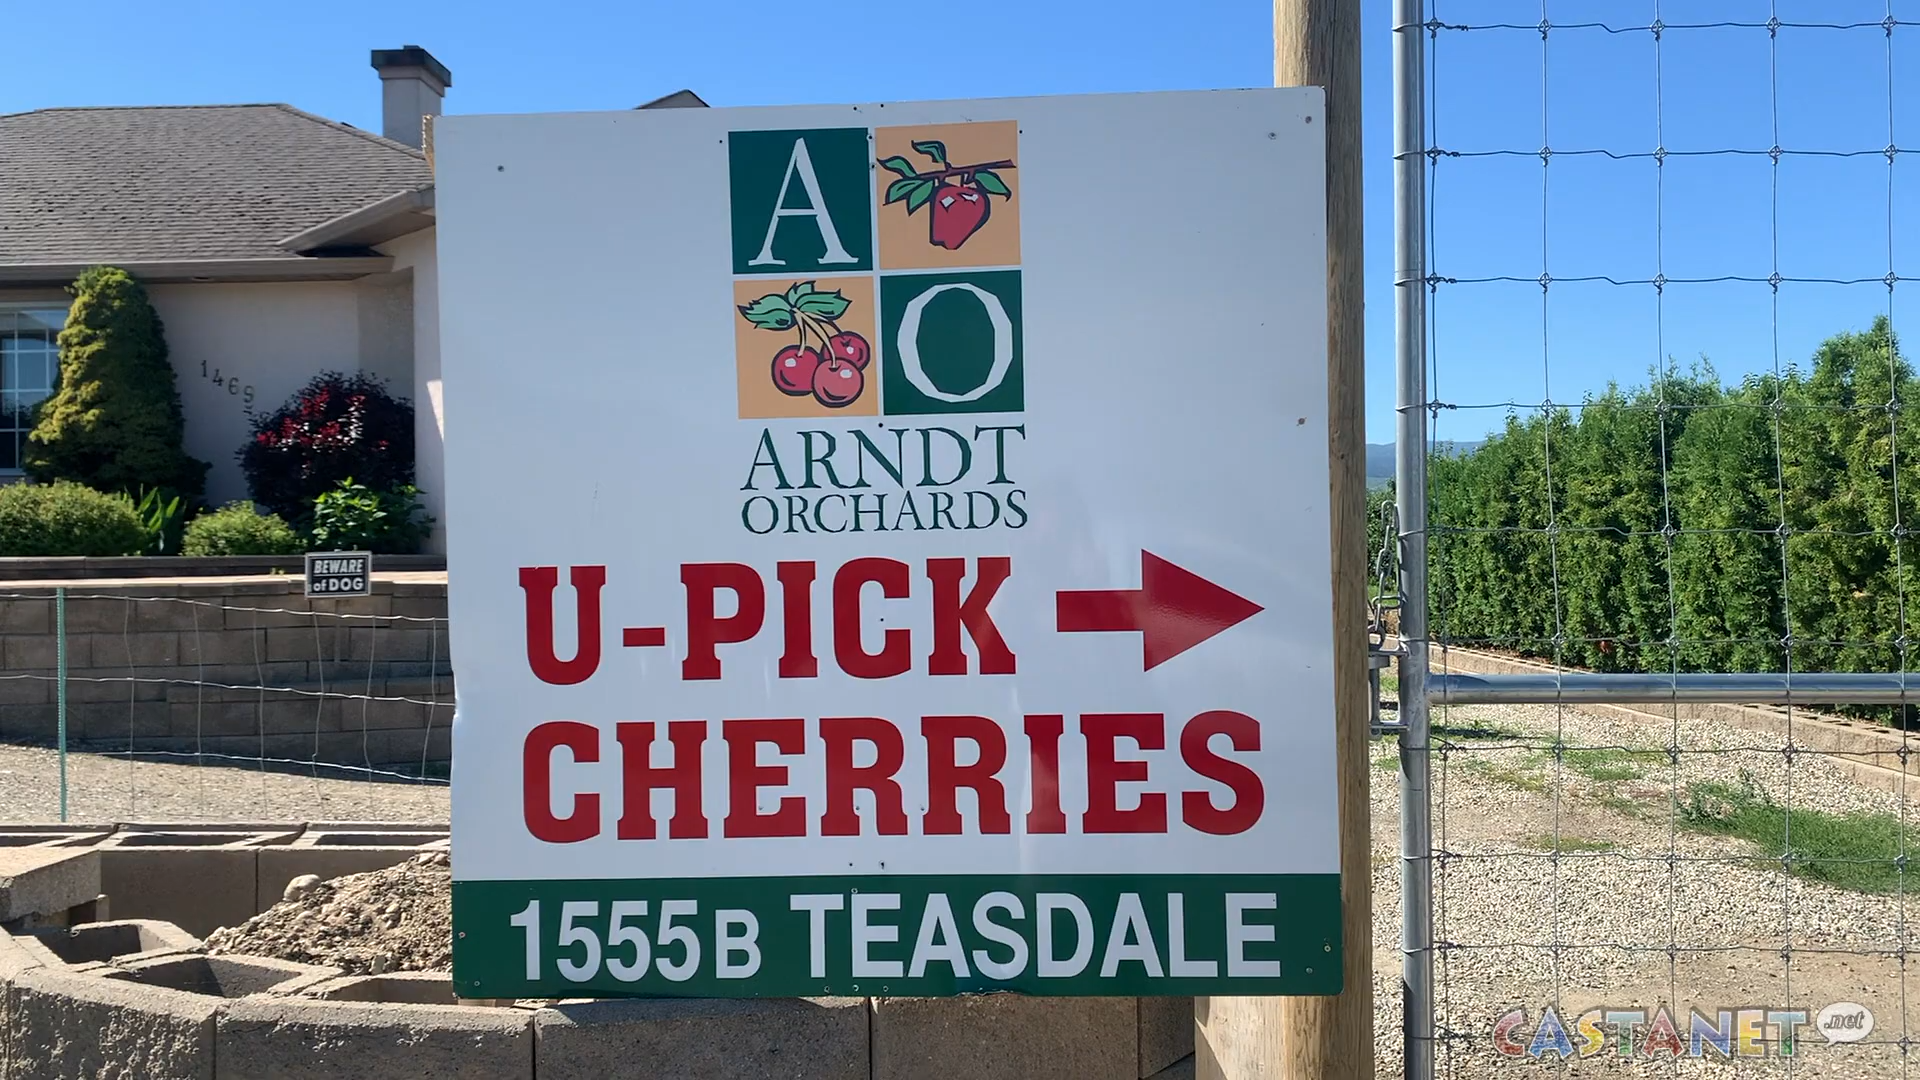 A
O
ARNDT
ORCHARDS
U-PICK
CHERRIES
1555B TEASDALE
1469
BEWARE
of DOG
CASTANET .net